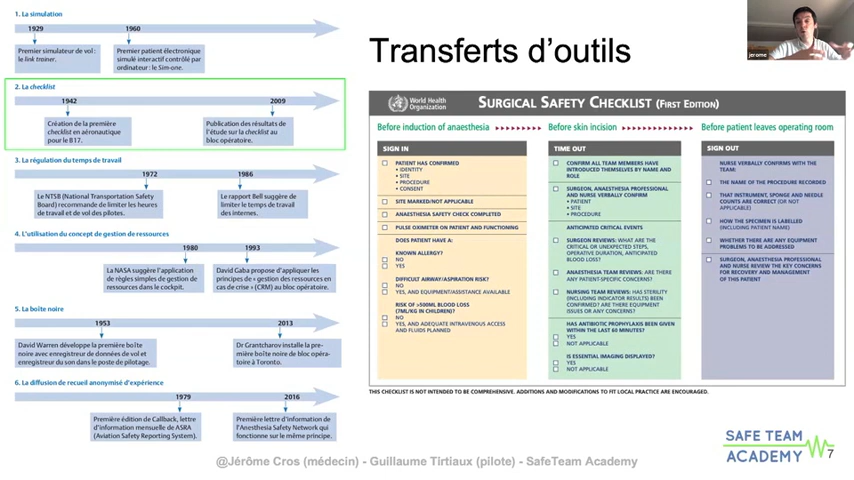 1. La simulation
1929
1960
Premier simulateur de vol :
le link trainer.
Premier patient électronique
simulé interactif contrôlé par
ordinateur : le Sim-one.
2. La checklist
1942
2009
Création de la première
checklist en aéronautique
pour le B17.
Publication des résultats de
l'étude sur la checklist au
bloc opératoire.
3. La régulation du temps de travail
1972
1986
Le NTSB (National Transportation Safety
Board) recommande de limiter les heures
de travail et de vol des pilotes.
Le rapport Bell suggère de
limiter le temps de travail
des internes.
4. L'utilisation du concept de gestion de ressources
1980
1993
La NASA suggère l'application
de règles simples de gestion de
ressources dans le cockpit.
David Gaba propose d'appliquer les
principes de « gestion des ressources en
cas de crise » (CRM) au bloc opératoire.
5. La boîte noire
1953
2013
David Warren développe la première boîte
noire avec enregistreur de données de vol et
enregistreur du son dans le poste de pilotage.
Dr Grantcharov installe la pre-
mière boîte noire de bloc opéra-
toire à Toronto.
6. La diffusion de recueil anonymisé d'expérience
1979
2016
Première édition de Callback, lettre
d'information mensuelle de ASRA
(Aviation Safety Reporting System).
Première lettre d'information de
l'Anesthesia Safety Network qui
fonctionne sur le même principe.
Transferts d'outils
jerome
World Health
Organization
SURGICAL SAFETY CHECKLIST (FIRST EDITION)
Before induction of anaesthesia
Before skin incision
Before patient leaves operating room
SIGN IN
PATIENT HAS CONFIRMED
• IDENTITY
• SITE
• PROCEDURE
• CONSENT
SITE MARKED/NOT APPLICABLE
ANAESTHESIA SAFETY CHECK COMPLETED
PULSE OXIMETER ON PATIENT AND FUNCTIONING
DOES PATIENT HAVE A:
KNOWN ALLERGY?
NO
YES
DIFFICULT AIRWAY/ASPIRATION RISK?
NO
YES, AND EQUIPMENT/ASSISTANCE AVAILABLE
RISK OF >500ML BLOOD LOSS
(7ML/KG IN CHILDREN)?
NO
YES, AND ADEQUATE INTRAVENOUS ACCESS
AND FLUIDS PLANNED
TIME OUT
CONFIRM ALL TEAM MEMBERS HAVE
INTRODUCED THEMSELVES BY NAME AND
ROLE
SURGEON, ANAESTHESIA PROFESSIONAL
AND NURSE VERBALLY CONFIRM
• PATIENT
• SITE
• PROCEDURE
ANTICIPATED CRITICAL EVENTS
SURGEON REVIEWS: WHAT ARE THE
CRITICAL OR UNEXPECTED STEPS,
OPERATIVE DURATION, ANTICIPATED
BLOOD LOSS?
ANAESTHESIA TEAM REVIEWS: ARE THERE
ANY PATIENT-SPECIFIC CONCERNS?
NURSING TEAM REVIEWS: HAS STERILITY
(INCLUDING INDICATOR RESULTS) BEEN
CONFIRMED? ARE THERE EQUIPMENT
ISSUES OR ANY CONCERNS?
HAS ANTIBIOTIC PROPHYLAXIS BEEN GIVEN
WITHIN THE LAST 60 MINUTES?
YES
NOT APPLICABLE
IS ESSENTIAL IMAGING DISPLAYED?
YES
NOT APPLICABLE
SIGN OUT
NURSE VERBALLY CONFIRMS WITH THE
TEAM:
THE NAME OF THE PROCEDURE RECORDED
THAT INSTRUMENT, SPONGE AND NEEDLE
COUNTS ARE CORRECT (OR NOT
APPLICABLE)
HOW THE SPECIMEN IS LABELLED
(INCLUDING PATIENT NAME)
WHETHER THERE ARE ANY EQUIPMENT
PROBLEMS TO BE ADDRESSED
SURGEON, ANAESTHESIA PROFESSIONAL
AND NURSE REVIEW THE KEY CONCERNS
FOR RECOVERY AND MANAGEMENT
OF THIS PATIENT
THIS CHECKLIST IS NOT INTENDED TO BE COMPREHENSIVE. ADDITIONS AND MODIFICATIONS TO FIT LOCAL PRACTICE ARE ENCOURAGED.
SAFE TEAM
ACADEMY
7
@Jérôme Cros (médecin) - Guillaume Tirtiaux (pilote) - SafeTeam Academy